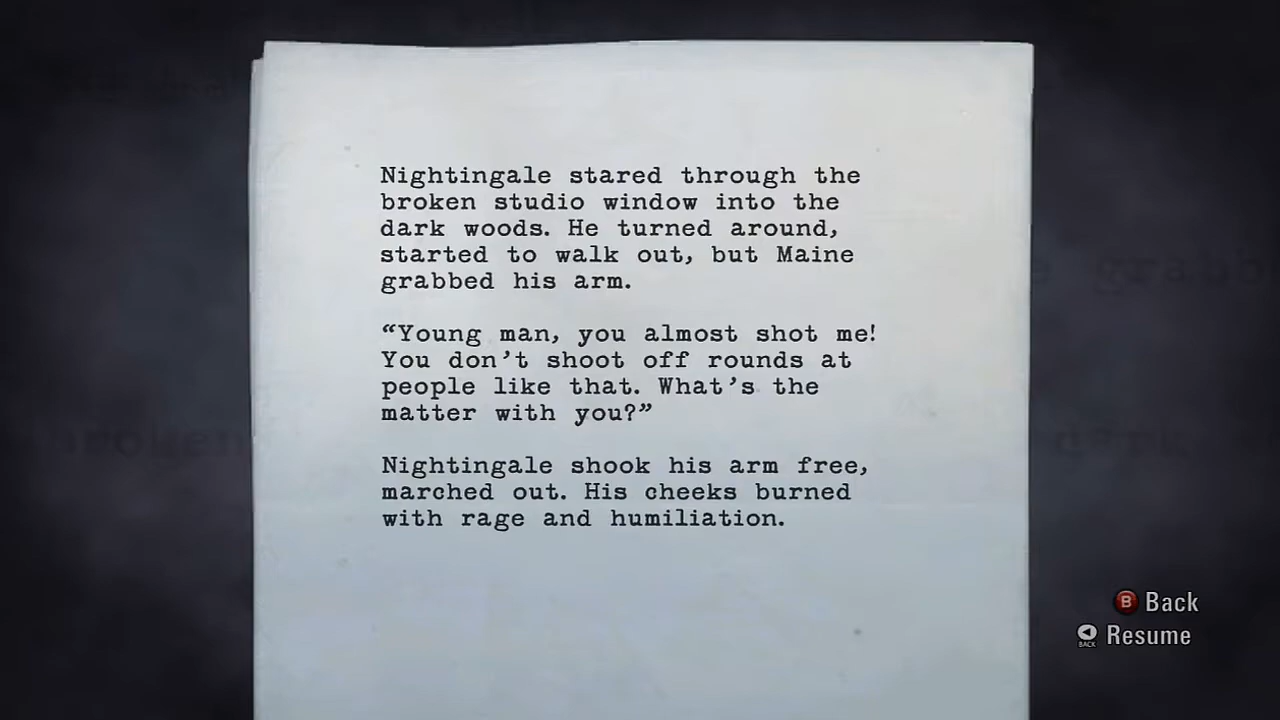 Nightingale stared through the
broken studio window into the
dark woods. He turned around,
started to walk out, but Maine
grabbed his arm.
“Young man, you almost shot me!
You don’t shoot off rounds at
people like that. What’s the
matter with you?”
Nightingale shook his arm free,
marched out. His cheeks burned
with rage and humiliation.
B Back
BACK Resume